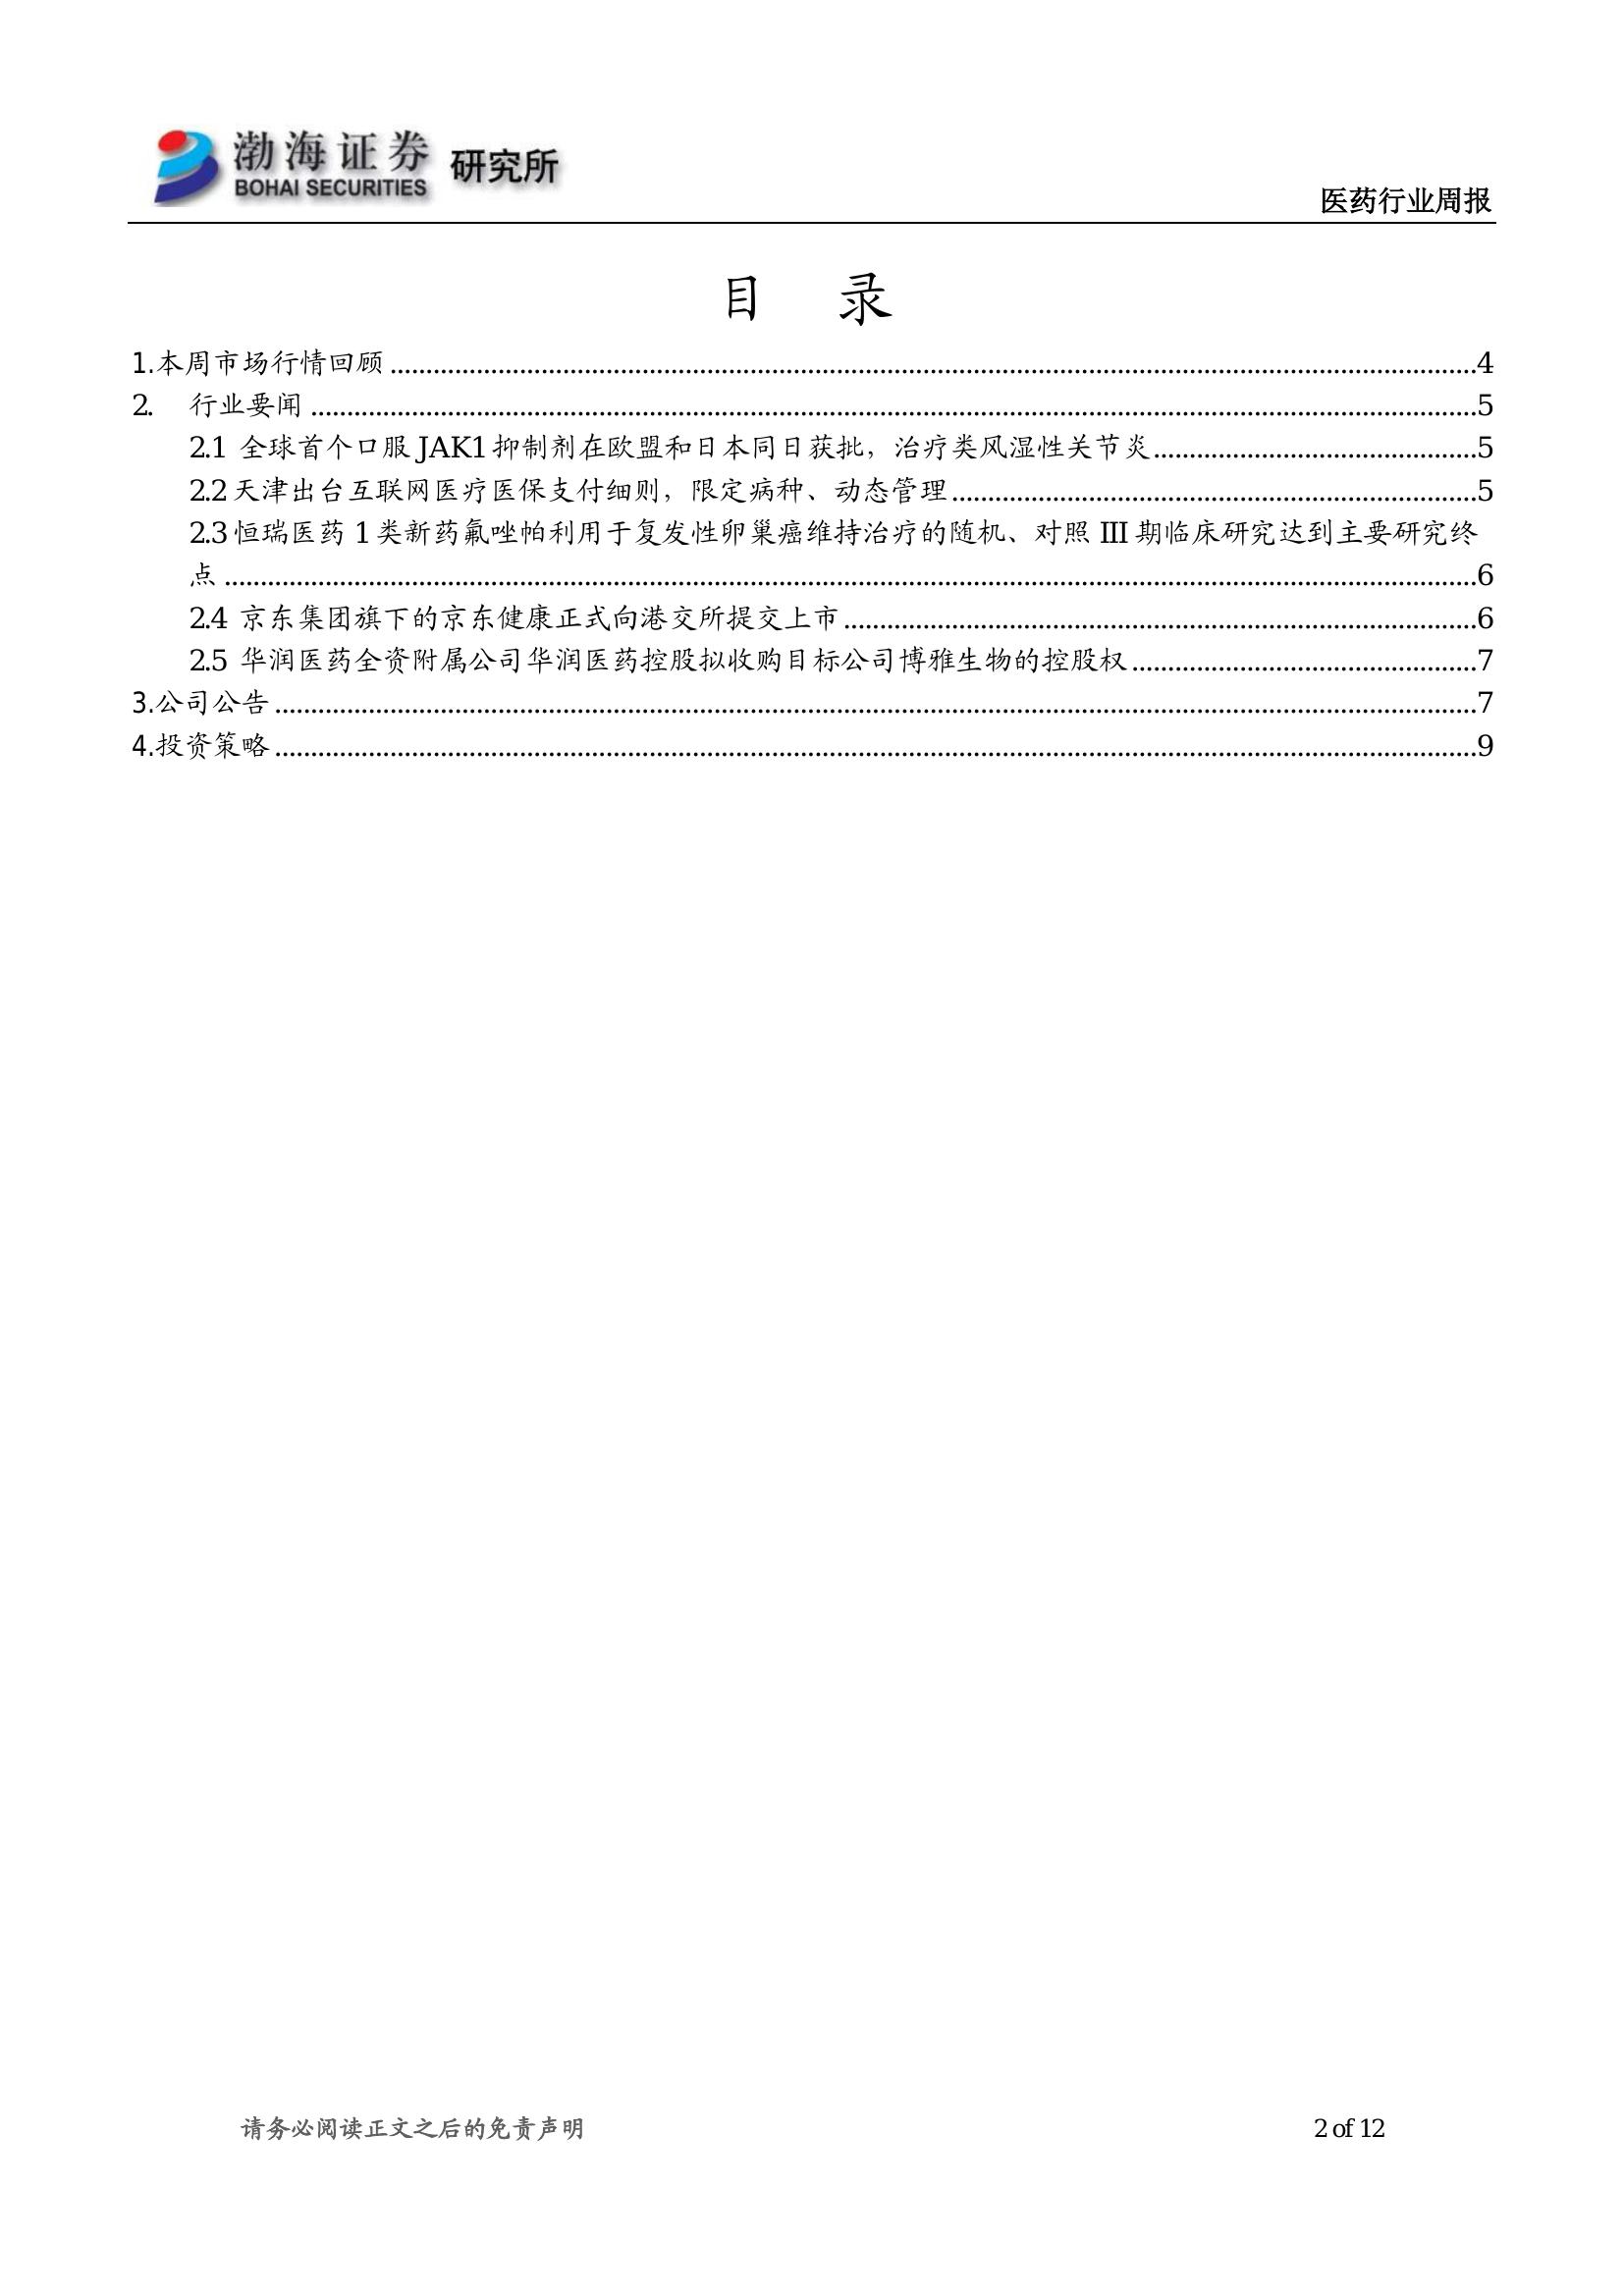 渤海证券 研究所
BOHAI SECURITIES
医药行业周报
目 录
1.本周市场行情回顾 ........ 4
2. 行业要闻 ........ 5
2.1 全球首个口服 JAK1 抑制剂在欧盟和日本同日获批，治疗类风湿性关节炎 ........ 5
2.2 天津出台互联网医疗医保支付细则，限定病种、动态管理 ........ 5
2.3 恒瑞医药 1 类新药氟唑帕利用于复发性卵巢癌维持治疗的随机、对照 III 期临床研究达到主要研究终
点 ........ 6
2.4 京东集团旗下的京东健康正式向港交所提交上市 ........ 6
2.5 华润医药全资附属公司华润医药控股拟收购目标公司博雅生物的控股权 ........ 7
3.公司公告 ........ 7
4.投资策略 ........ 9
请务必阅读正文之后的免责声明
2 of 12